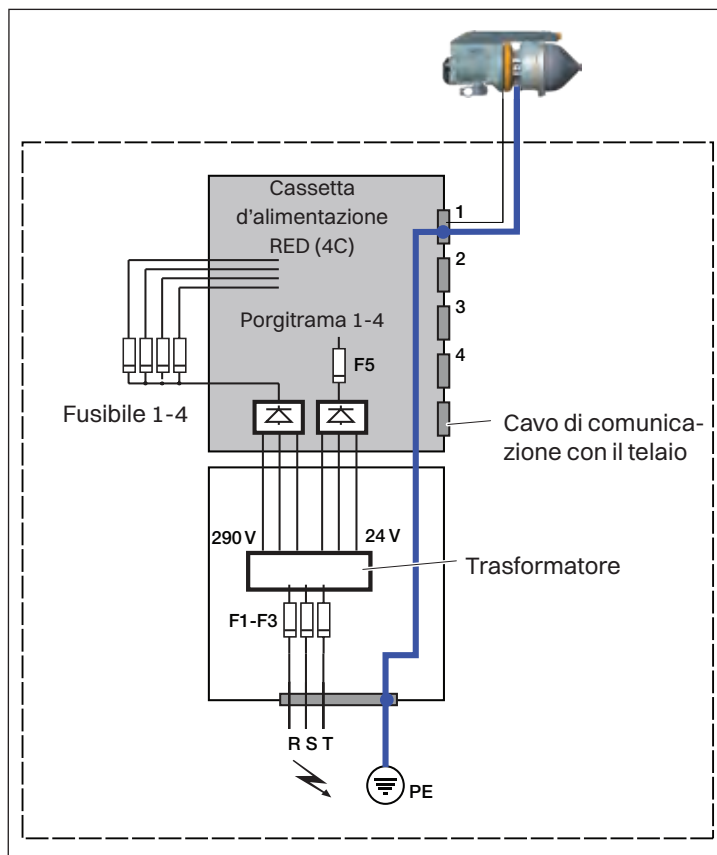 Cassetta
d'alimentazione
RED (4C)
1
2
3
4
Porgitrama 1-4
F5
Fusibile 1-4
Cavo di comunica-
zione con il telaio
290 V
24 V
Trasformatore
F1-F3
R S T
PE